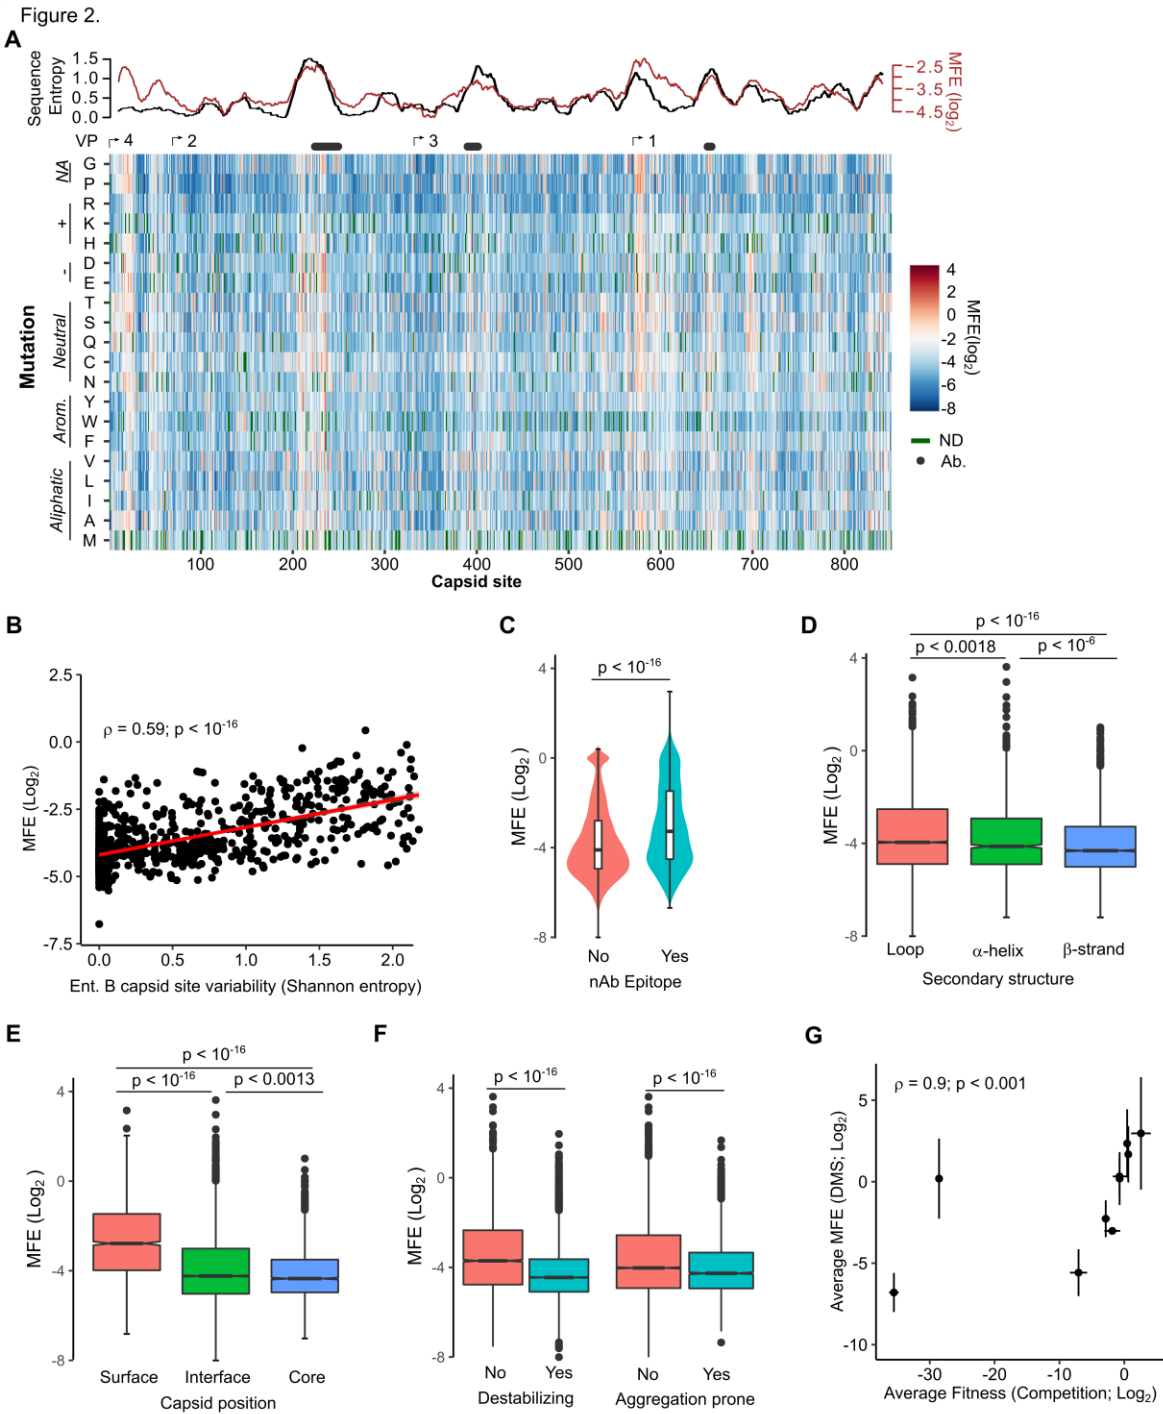 Figure 2.
A
Sequence
Entropy
1.5
1.0
0.5
0.0
-2.5
-3.5
-4.5
MFE (log2)
VP
4
2
3
1
Mutation
NA
+
-
Neutral
Arom.
Aliphatic
G
P
R
K
H
D
E
T
S
Q
C
N
Y
W
F
V
L
I
A
M
100 200 300 400 500 600 700 800
Capsid site
4
2
0
-2
-4
-6
-8
MFE(log2)
ND
Ab.
B
2.5
0.0
-2.5
-5.0
-7.5
MFE (Log2)
ρ = 0.59; p < 10-16
0.0 0.5 1.0 1.5 2.0
Ent. B capsid site variability (Shannon entropy)
C
p < 10-16
4
0
-4
-8
MFE (Log2)
No Yes
nAb Epitope
D
p < 10-16
p < 0.0018 p < 10-6
4
0
-4
-8
MFE (Log2)
Loop α-helix β-strand
Secondary structure
E
p < 10-16
p < 10-16 p < 0.0013
4
0
-4
-8
MFE (Log2)
Surface Interface Core
Capsid position
F
p < 10-16 p < 10-16
4
0
-4
-8
MFE (Log2)
No Yes No Yes
Destabilizing Aggregation prone
G
ρ = 0.9; p < 0.001
5
0
-5
-10
Average MFE (DMS; Log2)
-30 -20 -10 0
Average Fitness (Competition; Log2)